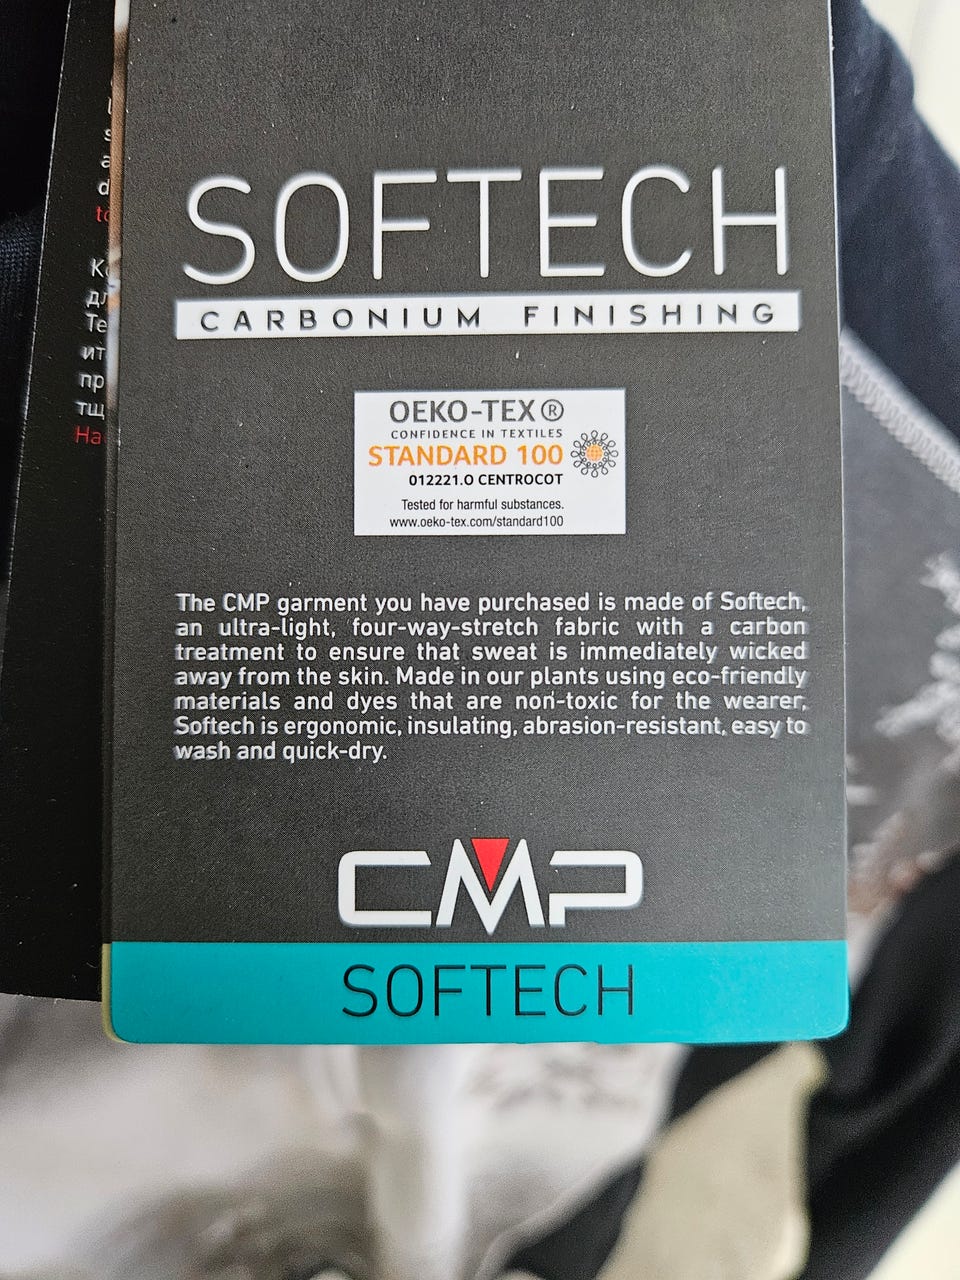 SOFTECH
CARBONIUM FINISHING
OEKO-TEX®
CONFIDENCE IN TEXTILES
STANDARD 100
012221.O CENTROCOT
Tested for harmful substances.
www.oeko-tex.com/standard100
The CMP garment you have purchased is made of Softech,
an ultra-light, four-way-stretch fabric with a carbon
treatment to ensure that sweat is immediately wicked
away from the skin. Made in our plants using eco-friendly
materials and dyes that are non-toxic for the wearer,
Softech is ergonomic, insulating, abrasion-resistant, easy to
wash and quick-dry.
CMP
SOFTECH